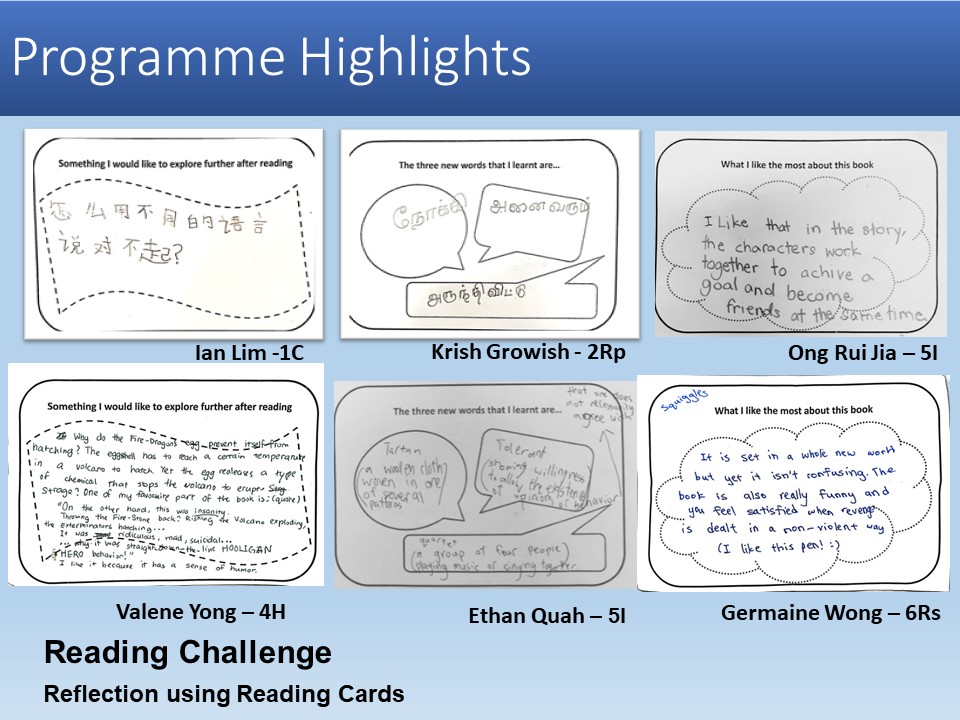 Programme Highlights
Something I would like to explore further after reading
怎么用不同的语言
说对不起?
Ian Lim -1C
The three new words that I learnt are...
நோக்கி
அனைவரும்
அருந்திவிட்டு
Krish Growish - 2Rp
What I like the most about this book
I Like that in the story,
the characters work
together to achive a
goal and become
friends at the same time.
Ong Rui Jia – 5I
Something I would like to explore further after reading
Why do the Fire-Dragons egg prevent itself from
hatching? The eggshell has to reach a certain temperature
in a volcano to hatch. Yet the egg realeases a type
of chemical that stops the volcano to erupt.
Strage? One of my favouire part of the book is: (quote)
"On the other hand, this was insanity.
Throwing the Fire-Stone back? Rishing the Volcano exploding,
the exterminators hatching...
It was ridiculous, mad, suicidal...
... why it was straight-down-the-line HOOLIGAN
HERO behavior!"
I like it because it has a sense of humor
Valene Yong – 4H
The three new words that I learnt are...
that one does
not necessarily
agree with
Tartan
(a woolen cloth
woven in one
of several
patterns
Tolerant
(showing willingness
to allow the existence
of opinion or behavior
quartet
(a group of four people)
(playing music or singing together
Ethan Quah – 5I
Squiggles
What I like the most about this book
It is set in a whole new world
but yet it isn't confusing. The
book is also really funny and
you feel satisfied when revenge
is dealt in a non-violent way
(I like this pen! :)
Germaine Wong – 6Rs
Reading Challenge
Reflection using Reading Cards